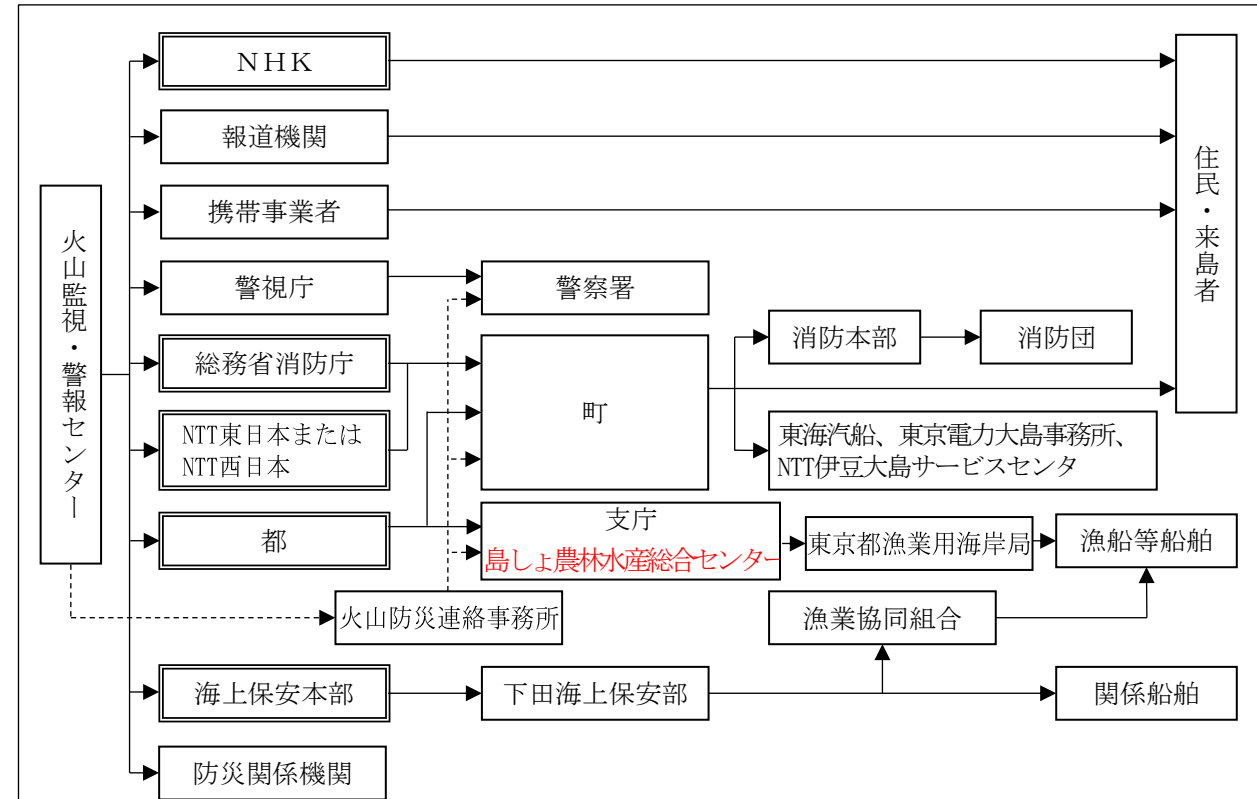 ＮＨＫ
報道機関
携帯事業者
住民・来島者
火山監視・警報センター
警視庁
警察署
総務省消防庁
町
消防本部
消防団
NTT東日本または
NTT西日本
東海汽船、東京電力大島事務所、
NTT伊豆大島サービスセンタ
都
支庁
島しょ農林水産総合センター
東京都漁業用海岸局
漁船等船舶
火山防災連絡事務所
漁業協同組合
海上保安本部
下田海上保安部
関係船舶
防災関係機関